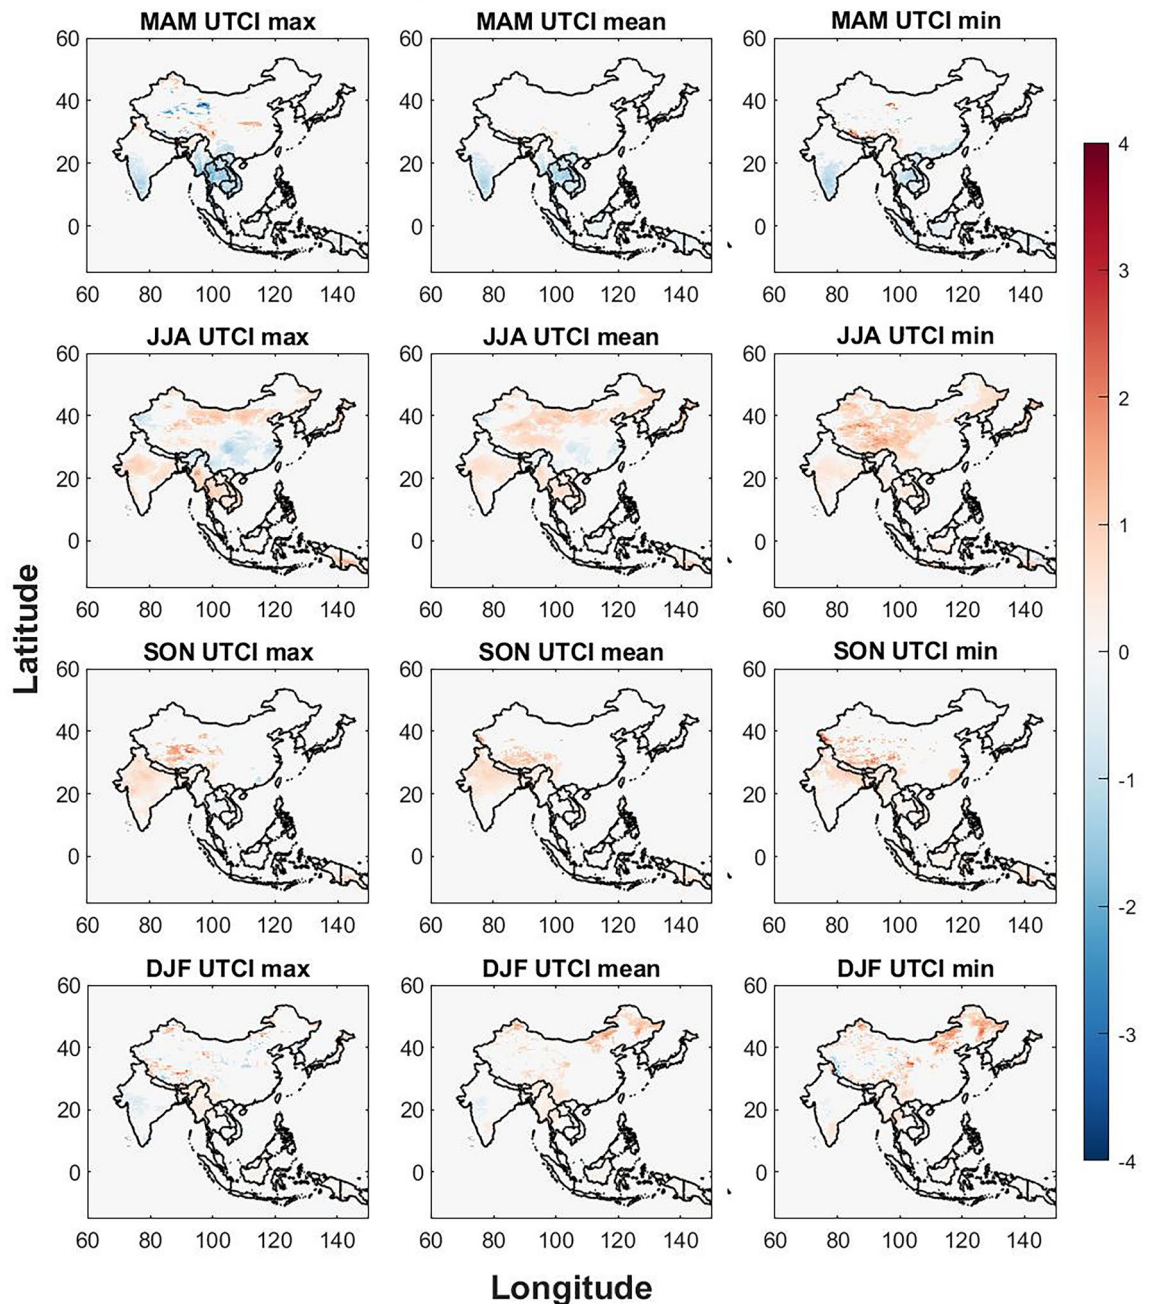 MAM UTCI max MAM UTCI mean MAM UTCI min
60 60 60
40 40 40
4
20 20 20
0 0 0
3
60 80 100 120 140 60 80 100 120 140 60 80 100 120 140
JJA UTCI max JJA UTCI mean JJA UTCI min
60 60 60
2
40 40 40
20 20 20
1
0 0 0
60 80 100 120 140 60 80 100 120 140 60 80 100 120 140
Latitude
SON UTCI max SON UTCI mean SON UTCI min
0
60 60 60
40 40 40
-1
20 20 20
0 0 0
-2
60 80 100 120 140 60 80 100 120 140 60 80 100 120 140
DJF UTCI max DJF UTCI mean DJF UTCI min
60 60 60
-3
40 40 40
20 20 20
-4
0 0 0
60 80 100 120 140 60 80 100 120 140 60 80 100 120 140
Longitude